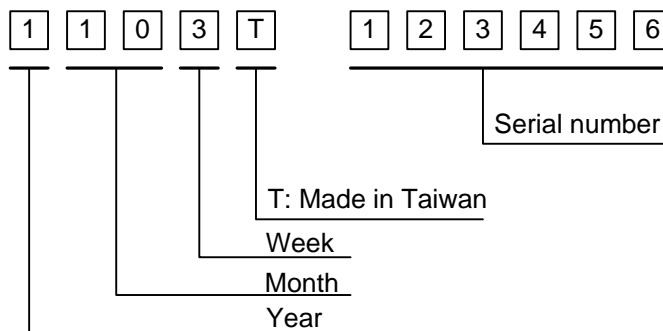 1 1 0 3 T 1 2 3 4 5 6
Serial number
T: Made in Taiwan
Week
Month
Year